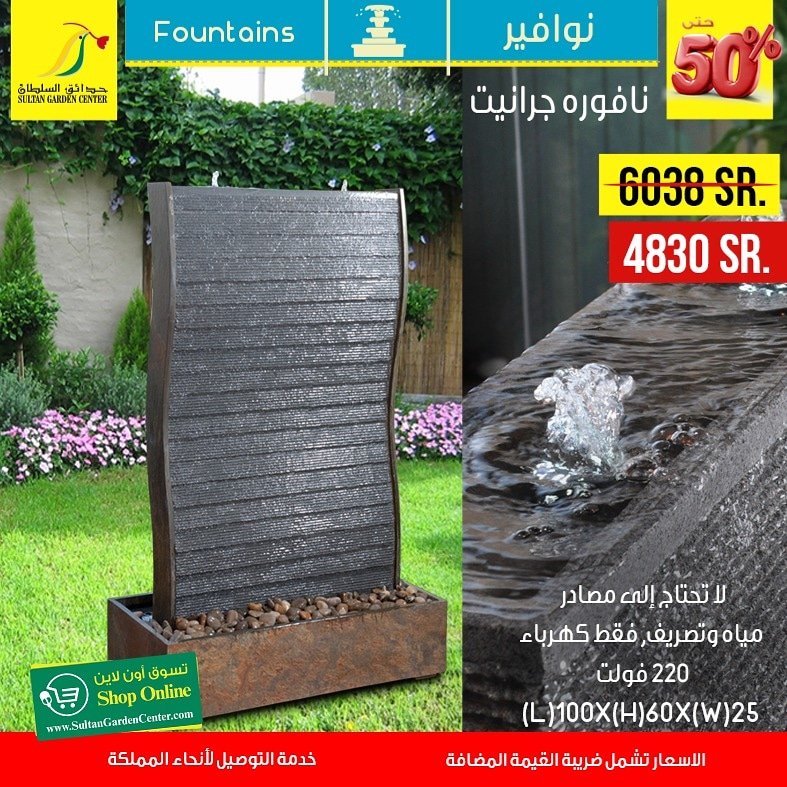 حدائق السلطان
SULTAN GARDEN CENTER
Fountains
نوافير
حتى
50%
نافوره جرانيت
6038 SR.
4830 SR.
لا تحتاج إلى مصادر
مياه وتصريف, فقط كهرباء
220 فولت
(L)100X(H)60X(W)25
تسوق أون لاين
Shop Online
www.SultanGardenCenter.com
الاسعار تشمل ضريبة القيمة المضافة
خدمة التوصيل لأنحاء المملكة